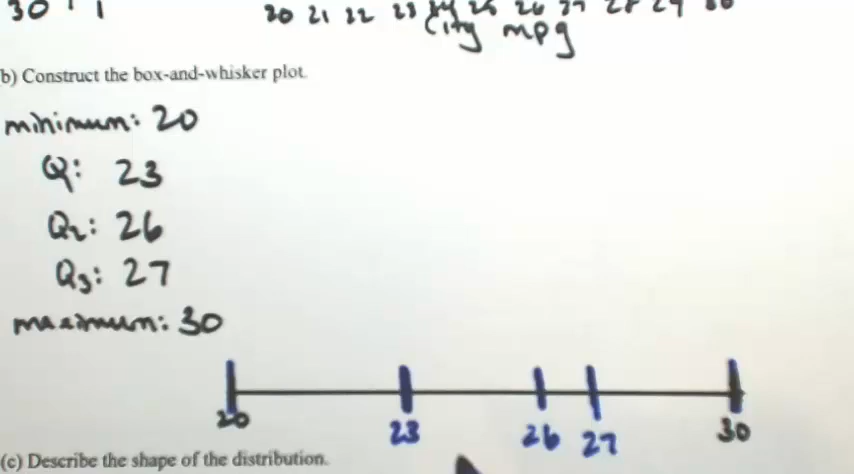 30 1 1
20 21 22 23 24 25 26 27 28 29 30
City mpg
b) Construct the box-and-whisker plot.
minimum: 20
Q: 23
Q2: 26
Q3: 27
maximum: 30
20 23 26 27 30
(c) Describe the shape of the distribution.